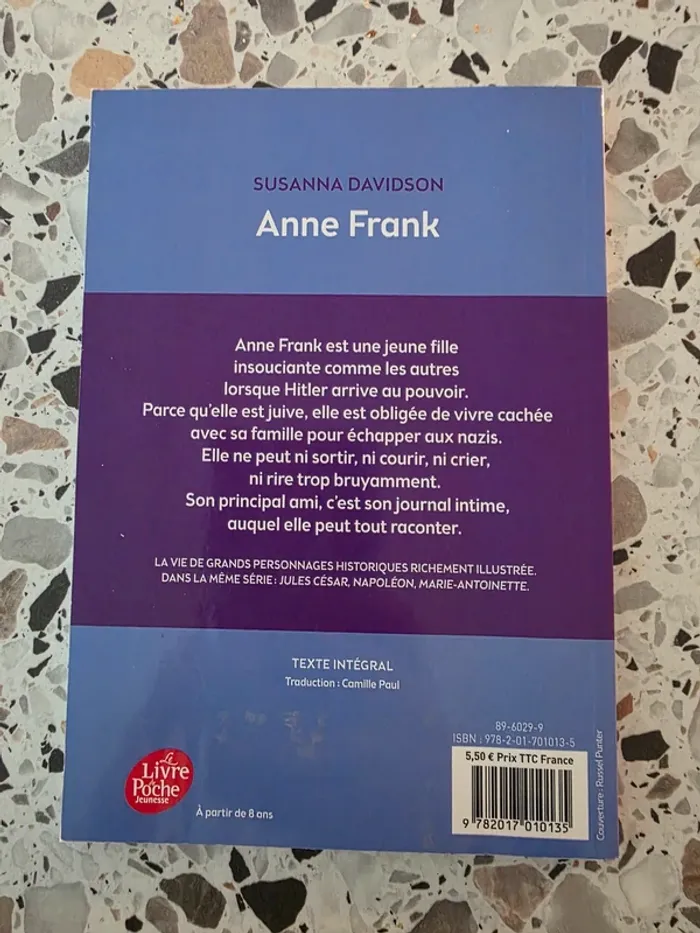 SUSANNA DAVIDSON
Anne Frank
Anne Frank est une jeune fille
insouciante comme les autres
lorsque Hitler arrive au pouvoir.
Parce qu'elle est juive, elle est obligée de vivre cachée
avec sa famille pour échapper aux nazis.
Elle ne peut ni sortir, ni courir, ni crier,
ni rire trop bruyamment.
Son principal ami, c'est son journal intime,
auquel elle peut tout raconter.
LA VIE DE GRANDS PERSONNAGES HISTORIQUES RICHEMENT ILLUSTRÉE.
DANS LA MÊME SÉRIE : JULES CÉSAR, NAPOLÉON, MARIE-ANTOINETTE.
TEXTE INTÉGRAL
Traduction : Camille Paul
89-6029-9
ISBN : 978-2-01-701013-5
5,50 € Prix TTC France
9 782017 010135
Couverture : Russel Punter
Le
Livre
de
Poche
Jeunesse
À partir de 8 ans